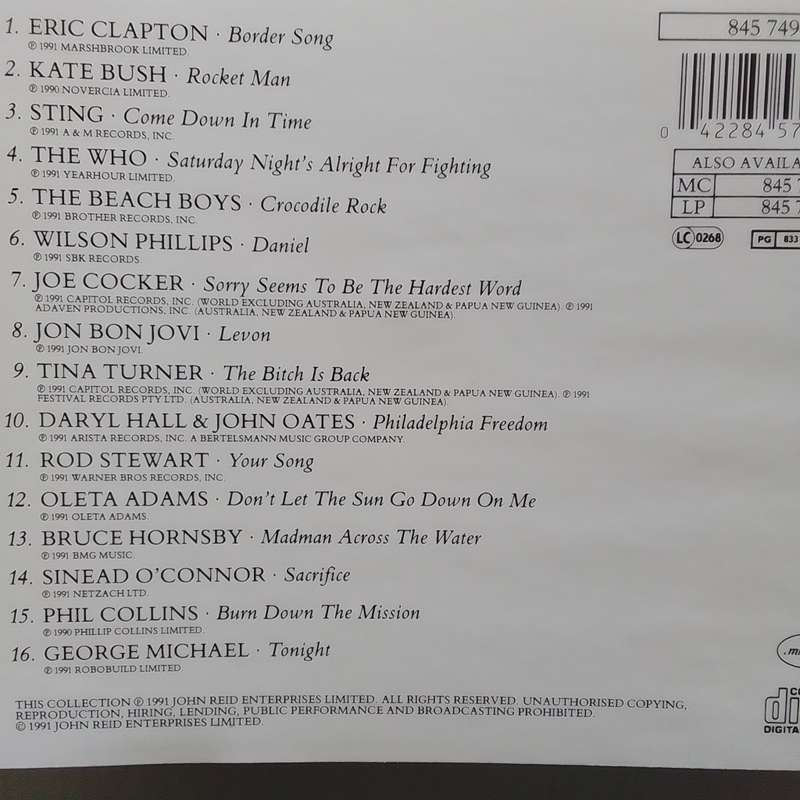 1. ERIC CLAPTON · Border Song
℗ 1991 MARSHBROOK LIMITED.
2. KATE BUSH · Rocket Man
℗ 1990 NOVERCIA LIMITED.
3. STING · Come Down In Time
℗ 1991 A & M RECORDS, INC.
4. THE WHO · Saturday Night's Alright For Fighting
℗ 1991 YEARHOUR LIMITED.
5. THE BEACH BOYS · Crocodile Rock
℗ 1991 BROTHER RECORDS, INC.
6. WILSON PHILLIPS · Daniel
℗ 1991 SBK RECORDS.
7. JOE COCKER · Sorry Seems To Be The Hardest Word
℗ 1991 CAPITOL RECORDS, INC. (WORLD EXCLUDING AUSTRALIA, NEW ZEALAND & PAPUA NEW GUINEA) ℗ 1991
ADAVEN PRODUCTIONS, INC. (AUSTRALIA, NEW ZEALAND & PAPUA NEW GUINEA).
8. JON BON JOVI · Levon
℗ 1991 JON BON JOVI.
9. TINA TURNER · The Bitch Is Back
℗ 1991 CAPITOL RECORDS, INC. (WORLD EXCLUDING AUSTRALIA, NEW ZEALAND & PAPUA NEW GUINEA). ℗ 1991
FESTIVAL RECORDS PTY LTD. (AUSTRALIA, NEW ZEALAND & PAPUA NEW GUINEA).
10. DARYL HALL & JOHN OATES · Philadelphia Freedom
℗ 1991 ARISTA RECORDS, INC. A BERTELSMANN MUSIC GROUP COMPANY.
11. ROD STEWART · Your Song
℗ 1991 WARNER BROS RECORDS, INC.
12. OLETA ADAMS · Don't Let The Sun Go Down On Me
℗ 1991 OLETA ADAMS.
13. BRUCE HORNSBY · Madman Across The Water
℗ 1991 BMG MUSIC.
14. SINEAD O'CONNOR · Sacrifice
℗ 1991 NETZACH LTD.
15. PHIL COLLINS · Burn Down The Mission
℗ 1990 PHILLIP COLLINS LIMITED.
16. GEORGE MICHAEL · Tonight
℗ 1991 ROBOBUILD LIMITED.
THIS COLLECTION ℗ 1991 JOHN REID ENTERPRISES LIMITED. ALL RIGHTS RESERVED. UNAUTHORISED COPYING,
REPRODUCTION, HIRING, LENDING, PUBLIC PERFORMANCE AND BROADCASTING PROHIBITED.
© 1991 JOHN REID ENTERPRISES LIMITED.
845 749
0 42284 57
ALSO AVAILA
MC 845 7
LP 845 7
LC 0268
PG 833
.m
CO
di
DIGITA